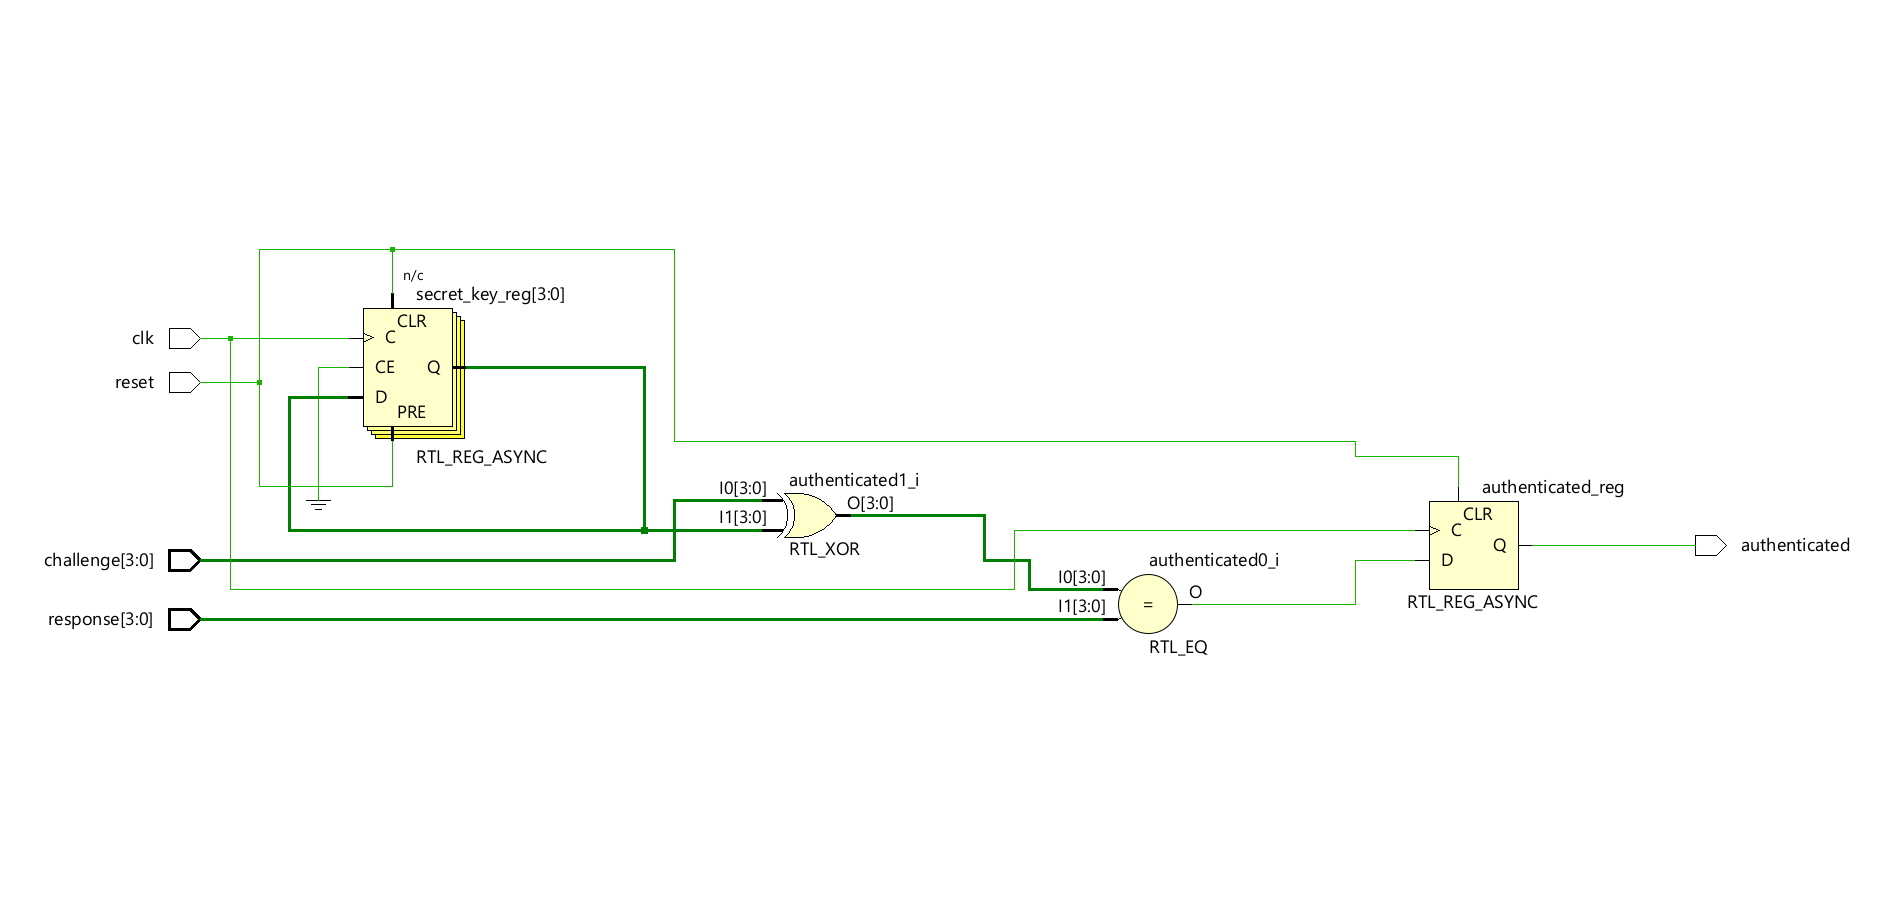 n/c
secret_key_reg[3:0]
CLR
clk
C
CE
Q
reset
D
PRE
RTL_REG_ASYNC
authenticated1_i
I0[3:0]
O[3:0]
I1[3:0]
RTL_XOR
authenticated_reg
CLR
C
Q
authenticated
D
RTL_REG_ASYNC
challenge[3:0]
authenticated0_i
I0[3:0]
O
I1[3:0]
=
response[3:0]
RTL_EQ